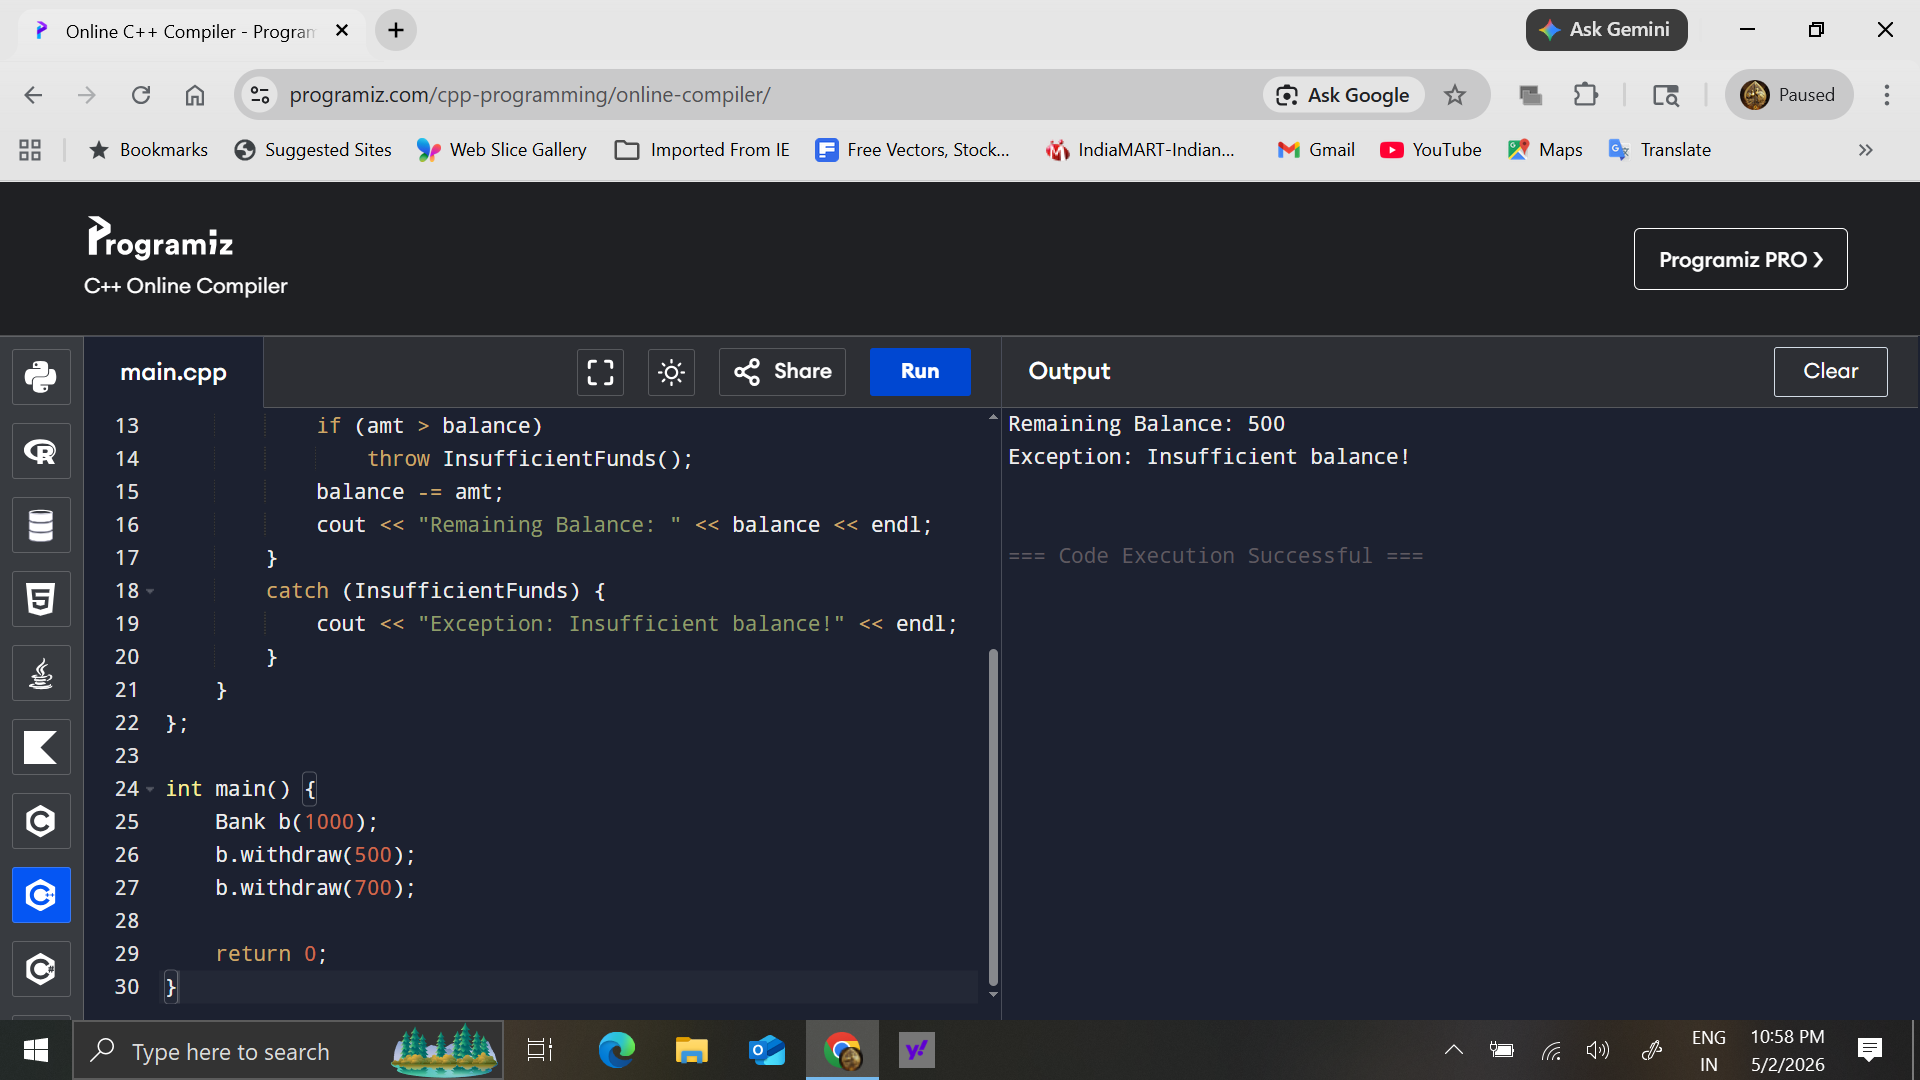 Online C++ Compiler - Program
Ask Gemini
programiz.com/cpp-programming/online-compiler/
Ask Google
Paused
Bookmarks
Suggested Sites
Web Slice Gallery
Imported From IE
Free Vectors, Stock...
IndiaMART-Indian...
Gmail
YouTube
Maps
Translate
Programiz
C++ Online Compiler
Programiz PRO ❯
main.cpp
Share
Run
Output
Clear
13 if (amt > balance)
14 throw InsufficientFunds();
15 balance -= amt;
16 cout << "Remaining Balance: " << balance << endl;
17 }
18 catch (InsufficientFunds) {
19 cout << "Exception: Insufficient balance!" << endl;
20 }
21 }
22 };
23
24 int main() {
25 Bank b(1000);
26 b.withdraw(500);
27 b.withdraw(700);
28
29 return 0;
30 }
Remaining Balance: 500
Exception: Insufficient balance!
=== Code Execution Successful ===
Type here to search
ENG
IN
10:58 PM
5/2/2026